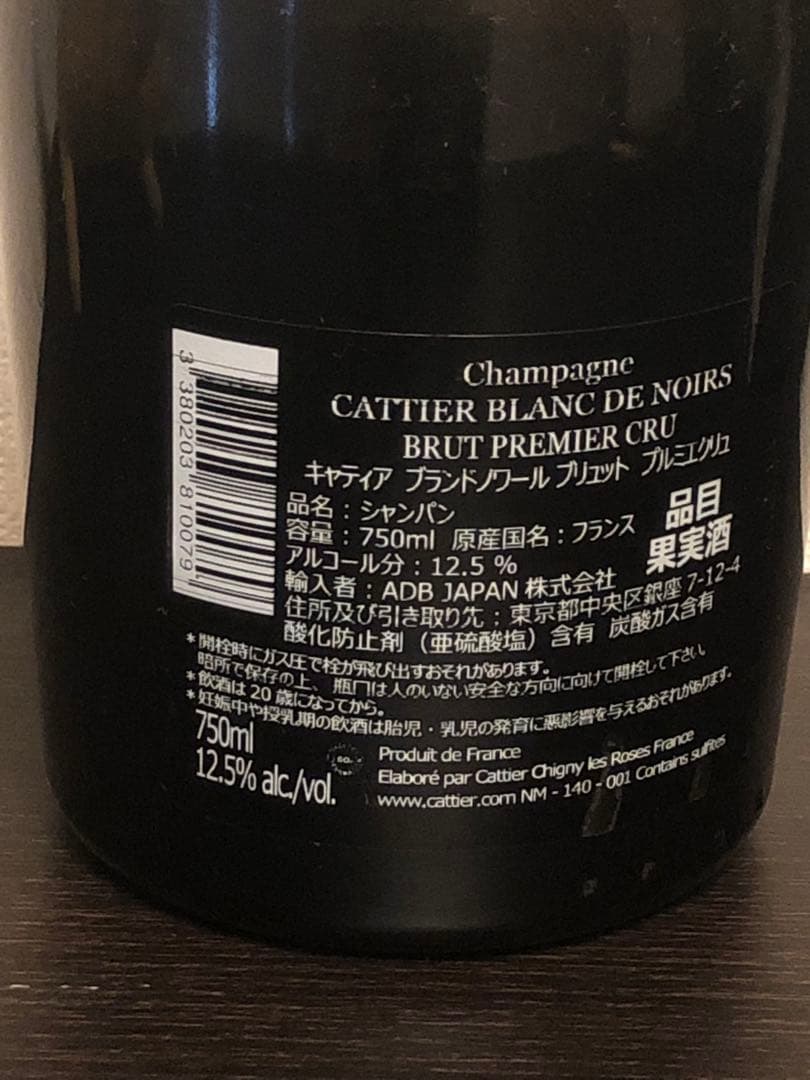 Champagne
CATTIER BLANC DE NOIRS
BRUT PREMIER CRU
キャティア ブランドノワール ブリュット プルミエクリュ
品名：シャンパン
容量：750ml 原産国名：フランス
アルコール分：12.5 %
品目
果実酒
輸入者：ADB JAPAN 株式会社
住所及び引き取り先：東京都中央区銀座 7-12-4
酸化防止剤（亜硫酸塩）含有 炭酸ガス含有
*開栓時にガス圧で栓が飛び出すおそれがあります。
暗所で保存の上、瓶口は人のいない安全な方向に向けて開栓して下さい。
*飲酒は 20 歳になってから。
*妊娠中や授乳期の飲酒は胎児・乳児の発育に悪影響を与えるおそれがあります。
750ml
12.5% alc./vol.
Produit de France
Elaboré par Cattier Chigny les Roses France
www.cattier.com NM - 140 - 001 Contains sulfites
3 380203 810079